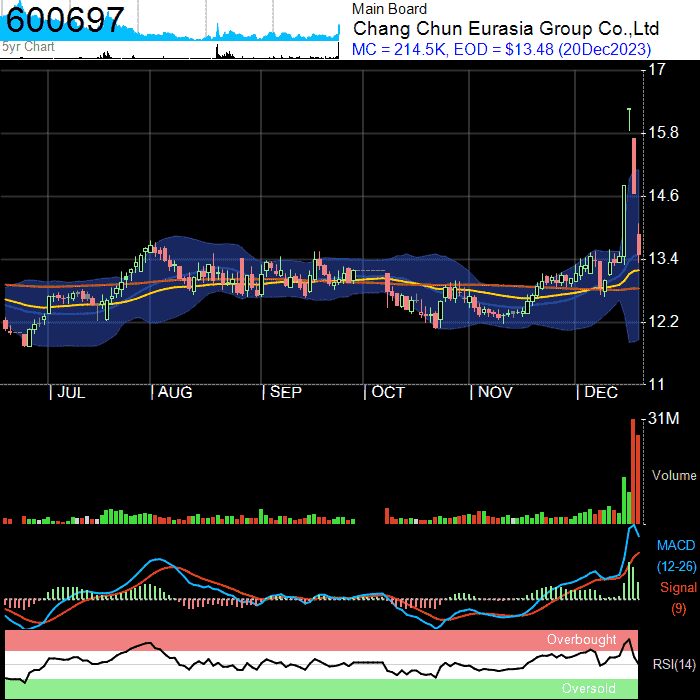 600697
5yr Chart
Main Board
Chang Chun Eurasia Group Co.,Ltd
MC = 214.5K, EOD = $13.48 (20Dec2023)
17
15.8
14.6
13.4
12.2
11
| JUL | AUG | SEP | OCT | NOV | DEC
31M
Volume
MACD
(12-26)
Signal
(9)
Overbought
RSI(14)
Oversold